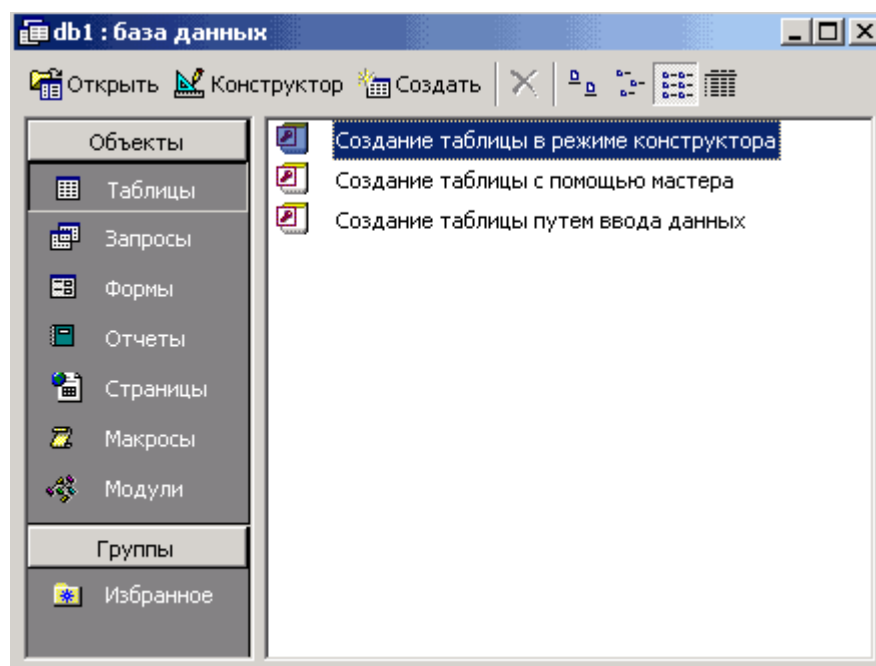 db1 : база данных
Открыть Конструктор Создать
Объекты
Таблицы
Запросы
Формы
Отчеты
Страницы
Макросы
Модули
Группы
Избранное
Создание таблицы в режиме конструктора
Создание таблицы с помощью мастера
Создание таблицы путем ввода данных